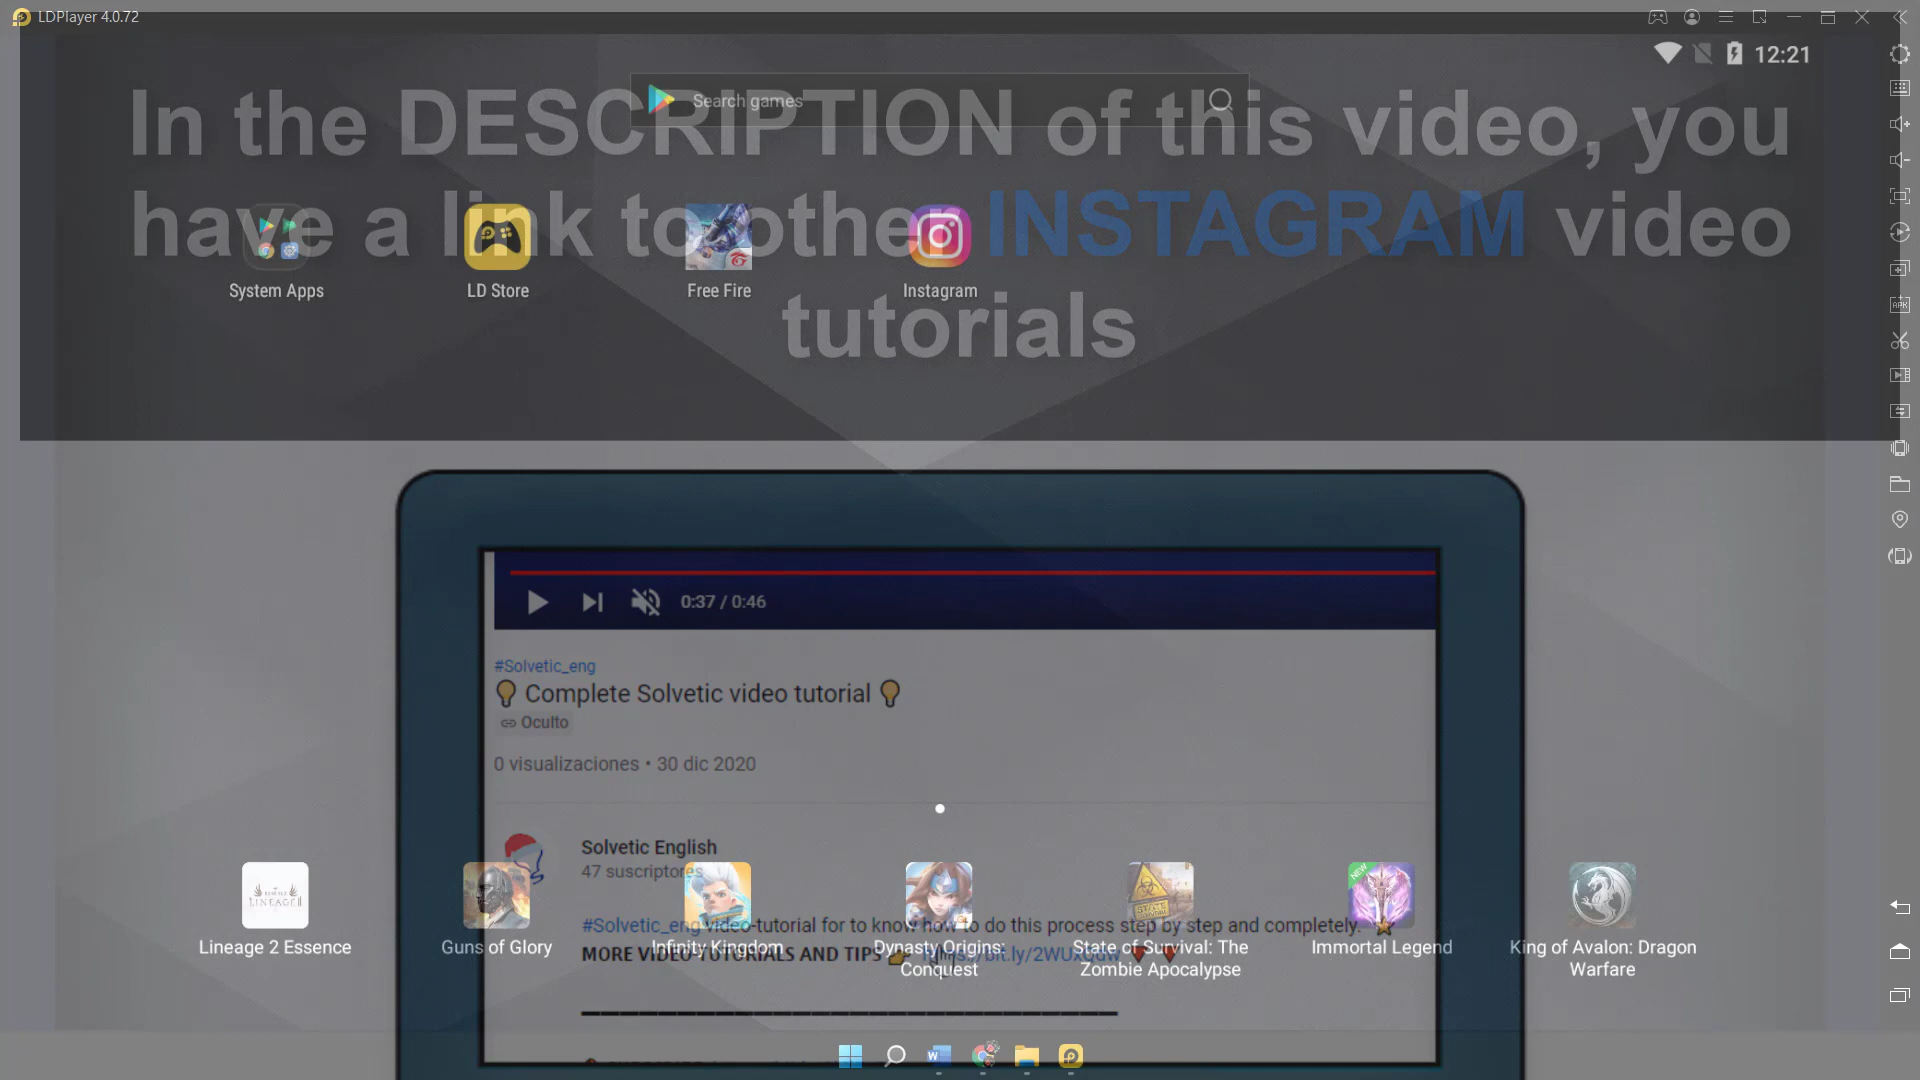 LDPlayer 4.0.72
12:21
Search games
In the DESCRIPTION of this video, you
have a link to other INSTAGRAM video
tutorials
System Apps
LD Store
Free Fire
Instagram
0:37 / 0:46
#Solvetic_eng
Complete Solvetic video tutorial
Oculto
0 visualizaciones • 30 dic 2020
Solvetic English
47 suscriptores
#Solvetic_eng video-tutorial for to know how to do this process step by step and completely.
MORE VIDEO-TUTORIALS AND TIPS
LINEAGE II
Lineage 2 Essence
Guns of Glory
Infinity Kingdom
Dynasty Origins:
Conquest
State of Survival: The
Zombie Apocalypse
NEW
Immortal Legend
King of Avalon: Dragon
Warfare